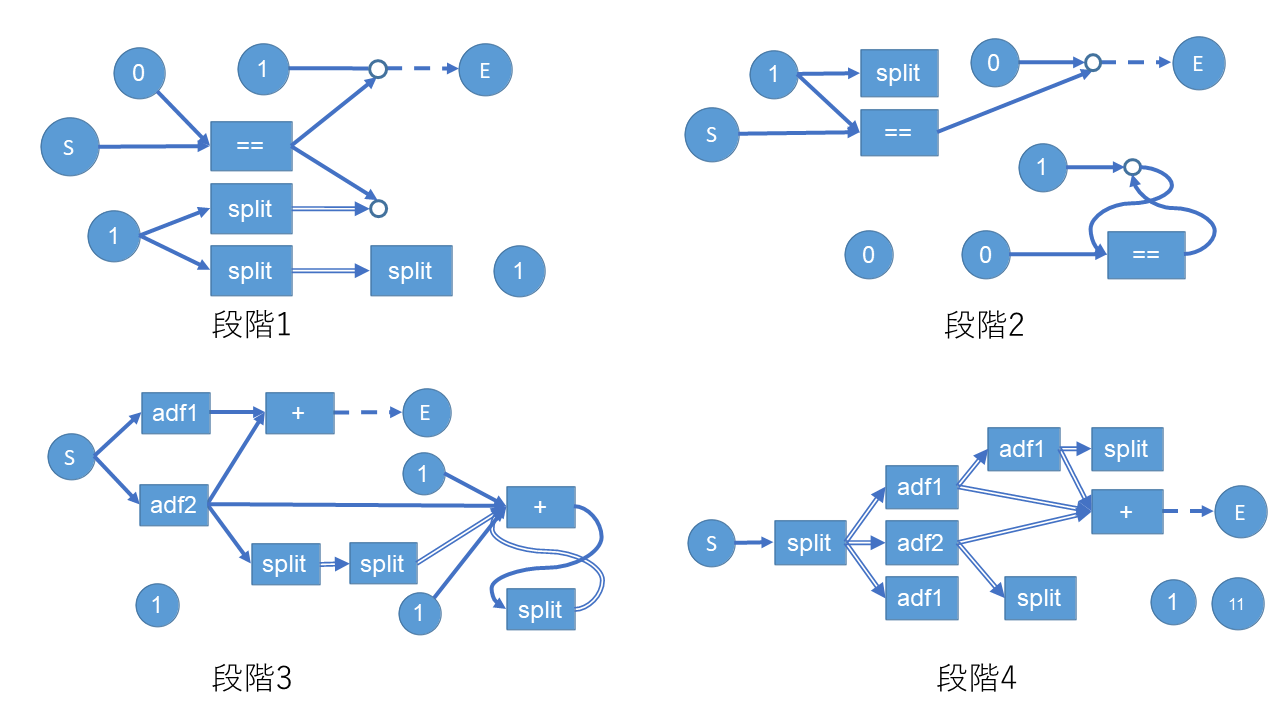 0
1
E
S
==
split
1
split
split
1
段階1
1
split
0
E
S
==
1
0
0
==
段階2
adf1
+
E
S
1
adf2
+
split
split
1
1
split
段階3
adf1
split
adf1
+
E
S
split
adf2
adf1
split
1
11
段階4